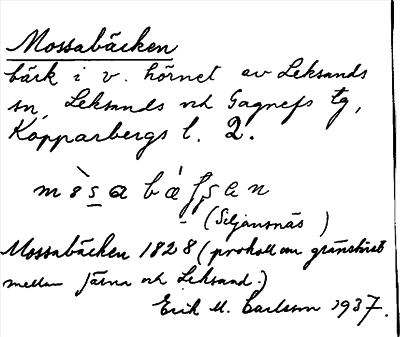 Mossabäcken
bäck i v. hörnet av Leksands
sn, Leksands och Gagnefs tg,
Kopparbergs l. 2.
(Siljansnäs )
Mossabäcken 1828 (protkoll om gränstvist
mellan Järna och Leksand.)
Erik M. Carlsson 1937.